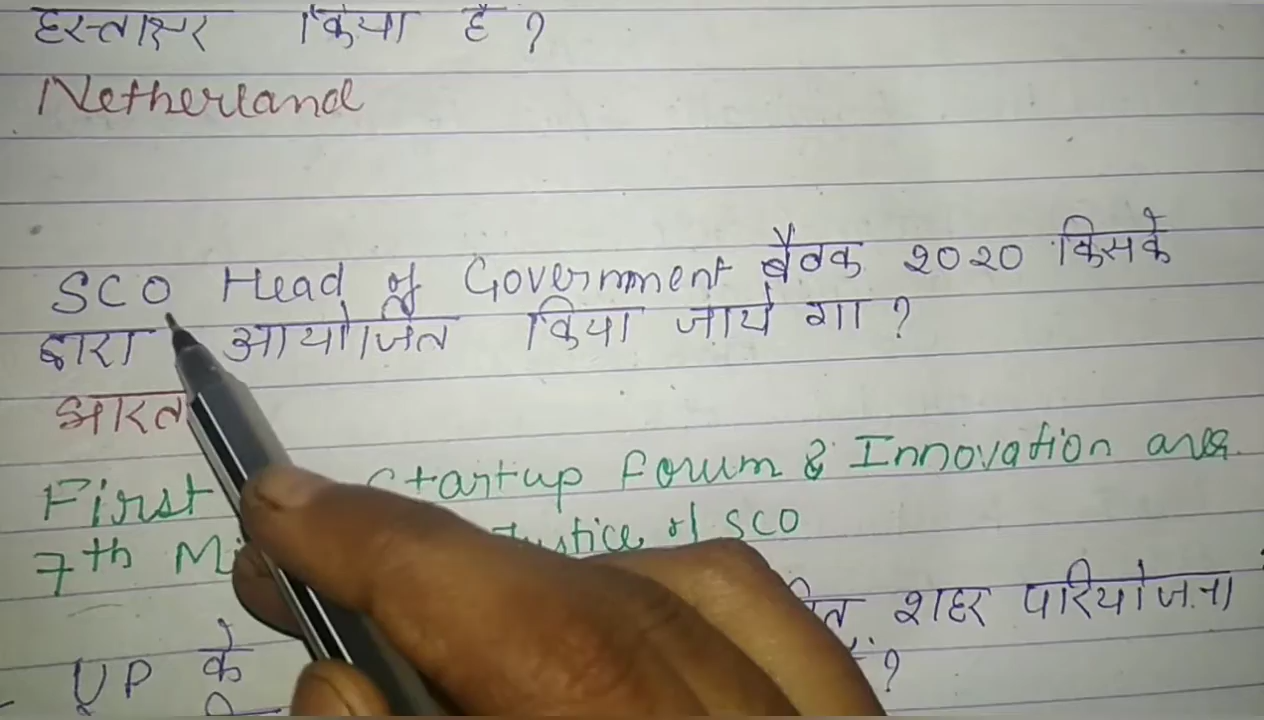 हस्ताक्षर किया है ?
Netherland
SCO Head of Government बैठक २०२० किसके
द्वारा आयोजित किया जाये गा ?
भारत
First Startup Forum & Innovation area
7th Justice of SCO
शहर परियोजना
UP के ?